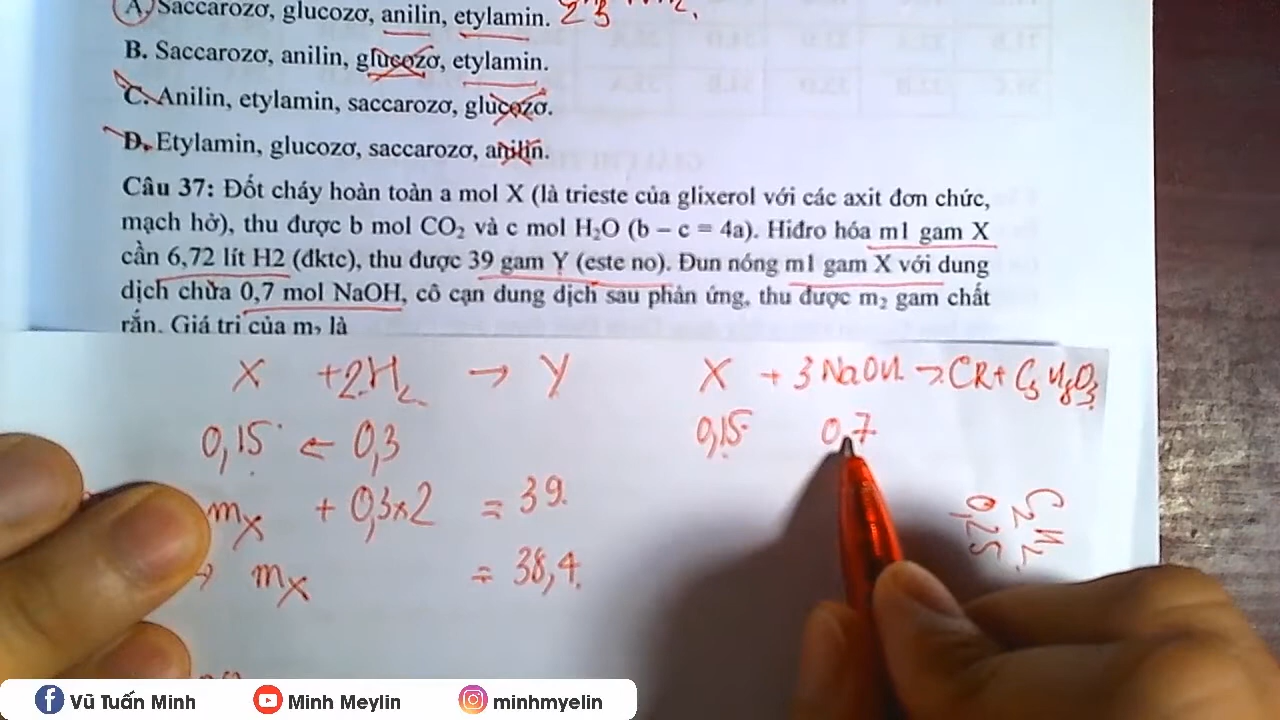 A. Saccarozơ, glucozơ, anilin, etylamin.
B. Saccarozơ, anilin, glucozơ, etylamin.
C. Anilin, etylamin, saccarozơ, glucozơ.
D. Etylamin, glucozơ, saccarozơ, anilin.
Câu 37: Đốt cháy hoàn toàn a mol X (là trieste của glixerol với các axit đơn chức,
mạch hở), thu được b mol CO₂ và c mol H₂O (b – c = 4a). Hiđro hóa m1 gam X
cần 6,72 lít H2 (đktc), thu được 39 gam Y (este no). Đun nóng m1 gam X với dung
dịch chứa 0,7 mol NaOH, cô cạn dung dịch sau phản ứng, thu được m₂ gam chất
rắn. Giá trị của m₂ là
X + 2H₂ → Y
0,15 ← 0,3
mX + 0,3x2 = 39
→ mX = 38,4
X + 3NaOH → CR + C₃H₈O₃
0,15 0,7
C₂H₂
0,25
Vũ Tuấn Minh
Minh Meylin
minhmyelin